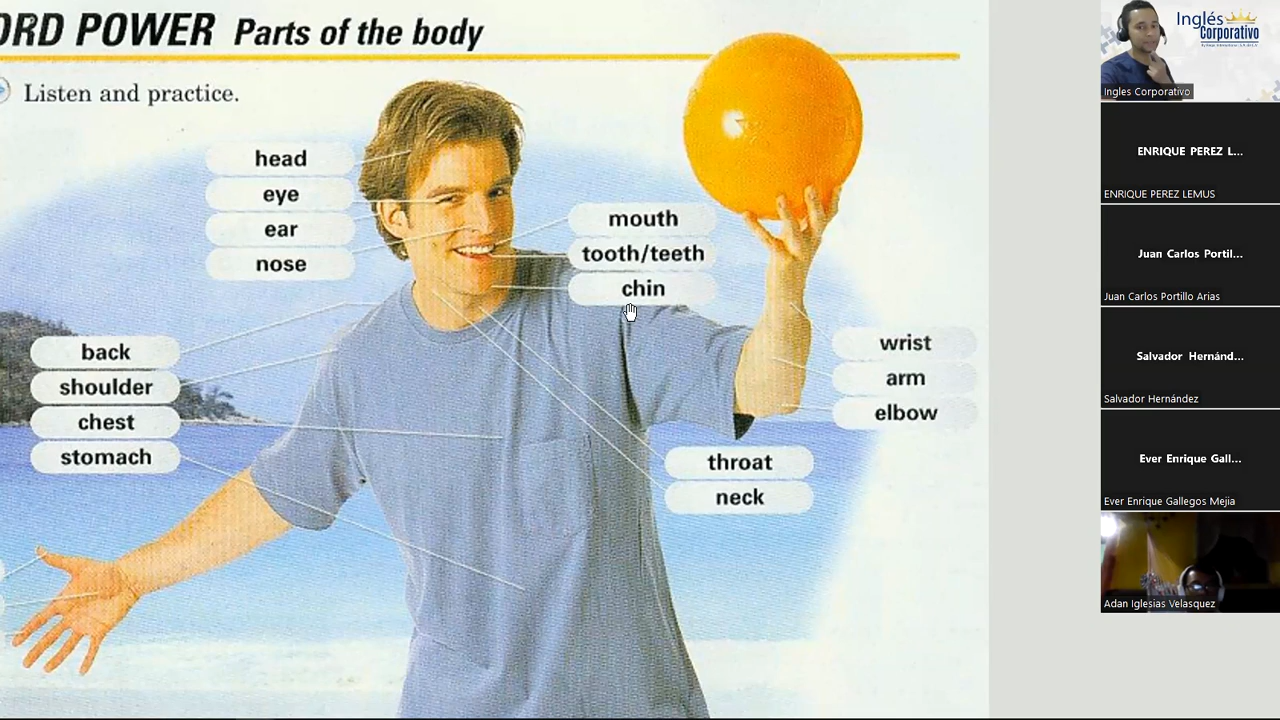 ORD POWER Parts of the body
Listen and practice.
head
eye
ear
nose
mouth
tooth/teeth
chin
back
shoulder
chest
stomach
wrist
arm
elbow
throat
neck
Inglés
Corporativo
Ingles Corporativo
ENRIQUE PEREZ L...
ENRIQUE PEREZ LEMUS
Juan Carlos Portil...
Juan Carlos Portillo Arias
Salvador Hernánd...
Salvador Hernández
Ever Enrique Gall...
Ever Enrique Gallegos Mejia
Adan Iglesias Velasquez